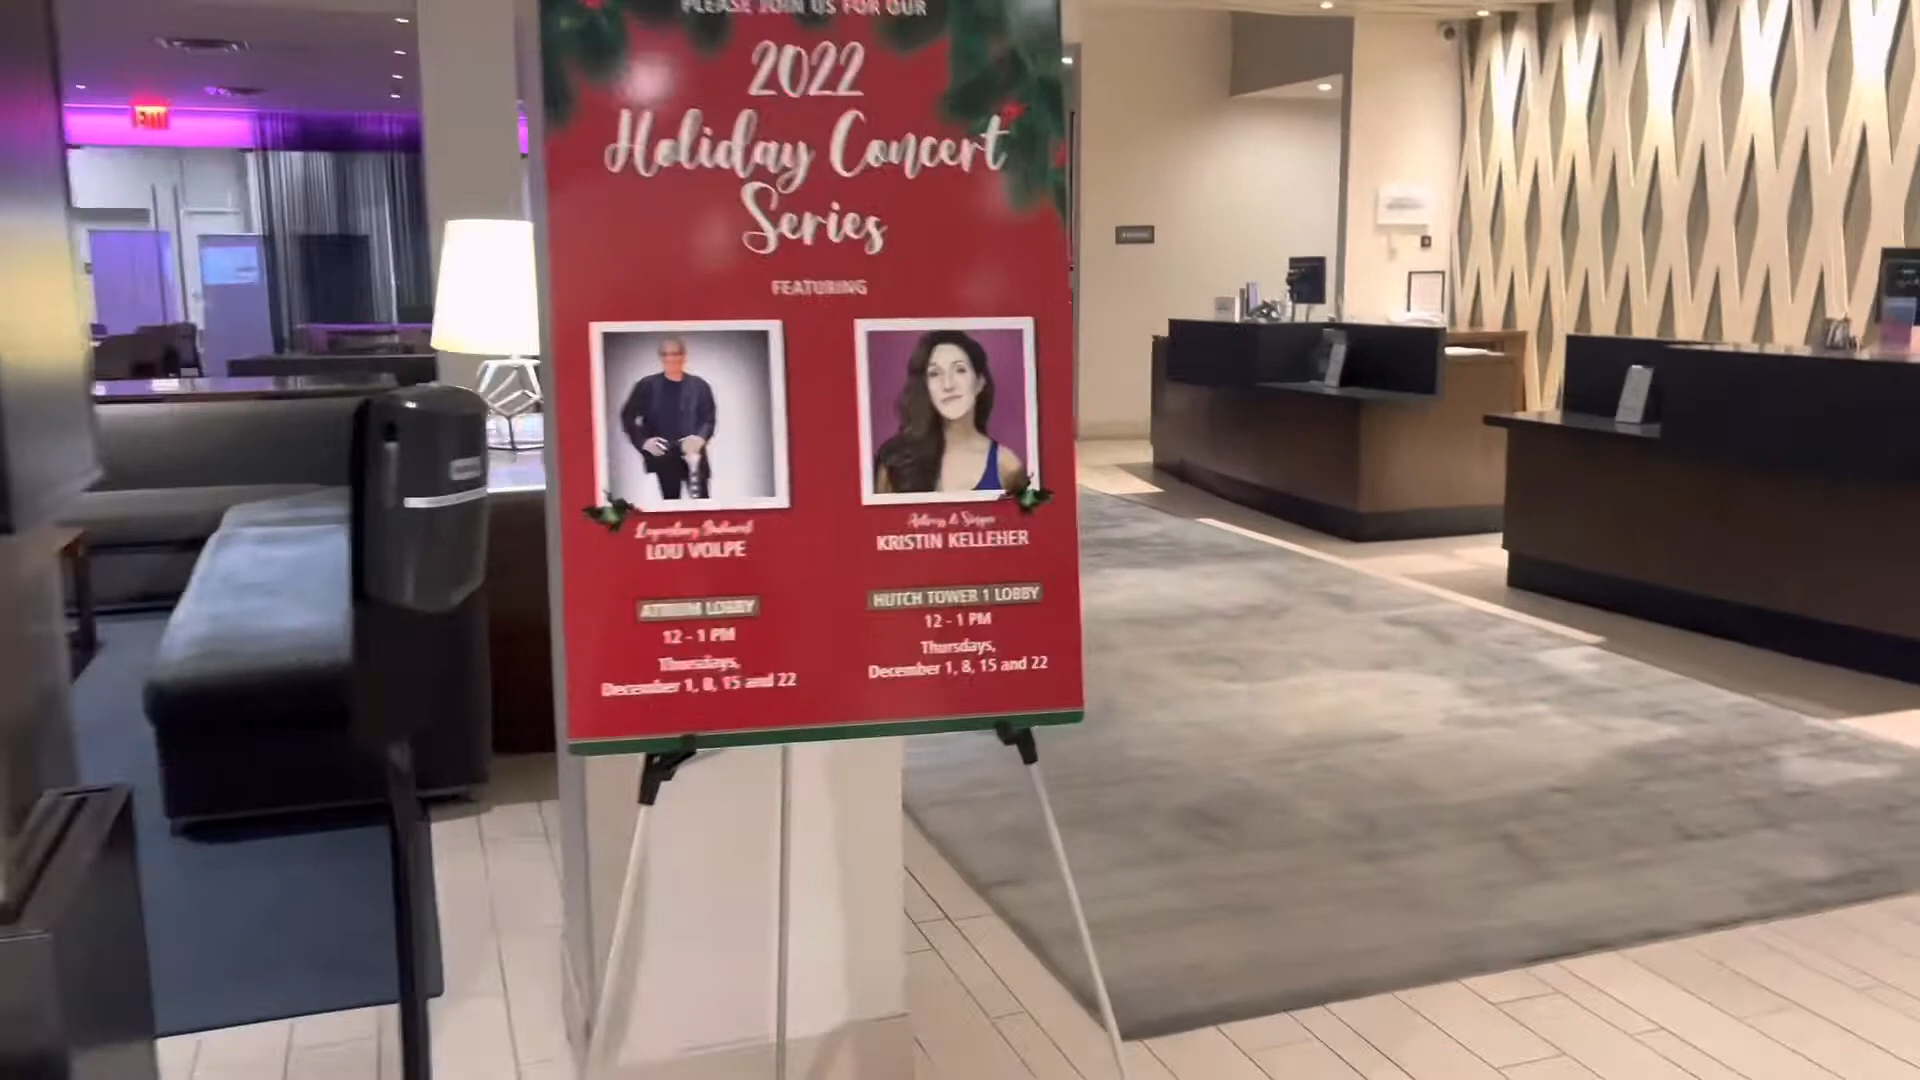 PLEASE JOIN US FOR OUR
2022
Holiday Concert
Series
FEATURING
LOU VOLPE
ATRIUM LOBBY
12 - 1 PM
Thursdays,
December 1, 8, 15 and 22
Actress & Singer
KRISTIN KELLEHER
HUTCH TOWER 1 LOBBY
12 - 1 PM
Thursdays,
December 1, 8, 15 and 22
EXIT